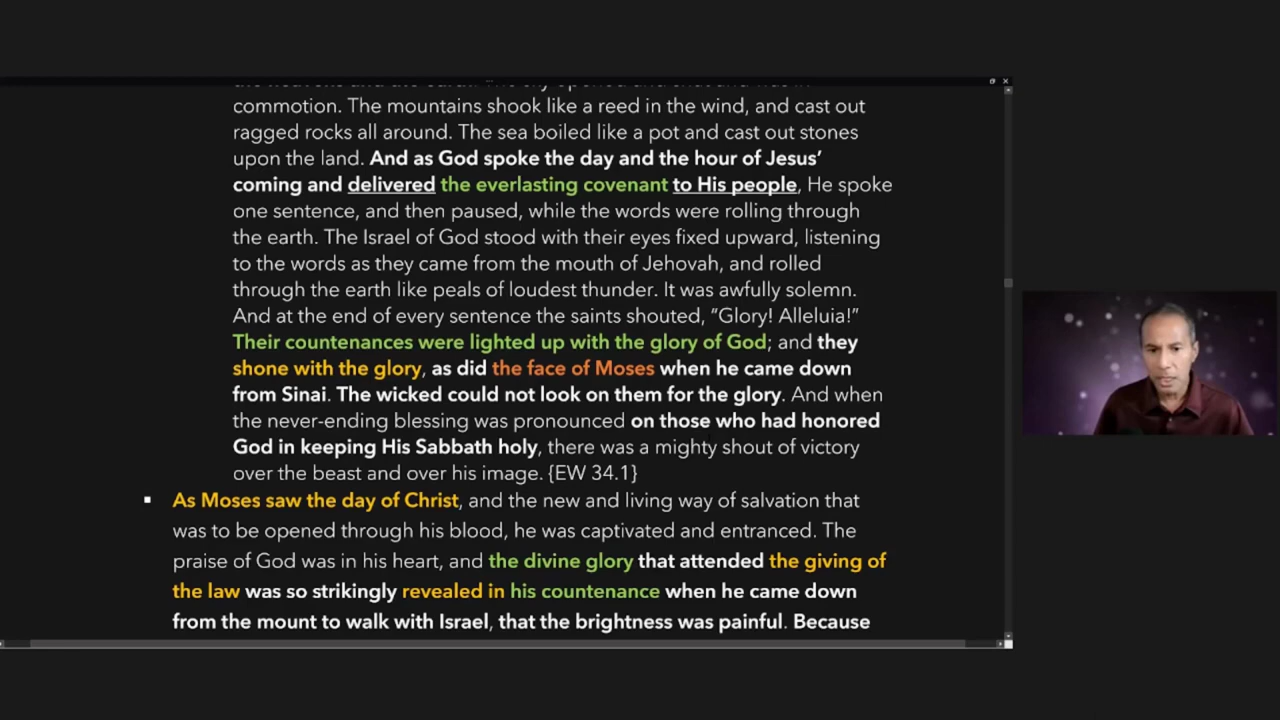 commotion. The mountains shook like a reed in the wind, and cast out
ragged rocks all around. The sea boiled like a pot and cast out stones
upon the land. And as God spoke the day and the hour of Jesus’
coming and delivered the everlasting covenant to His people, He spoke
one sentence, and then paused, while the words were rolling through
the earth. The Israel of God stood with their eyes fixed upward, listening
to the words as they came from the mouth of Jehovah, and rolled
through the earth like peals of loudest thunder. It was awfully solemn.
And at the end of every sentence the saints shouted, “Glory! Alleluia!”
Their countenances were lighted up with the glory of God; and they
shone with the glory, as did the face of Moses when he came down
from Sinai. The wicked could not look on them for the glory. And when
the never-ending blessing was pronounced on those who had honored
God in keeping His Sabbath holy, there was a mighty shout of victory
over the beast and over his image. {EW 34.1}
▪ As Moses saw the day of Christ, and the new and living way of salvation that
was to be opened through his blood, he was captivated and entranced. The
praise of God was in his heart, and the divine glory that attended the giving of
the law was so strikingly revealed in his countenance when he came down
from the mount to walk with Israel, that the brightness was painful. Because